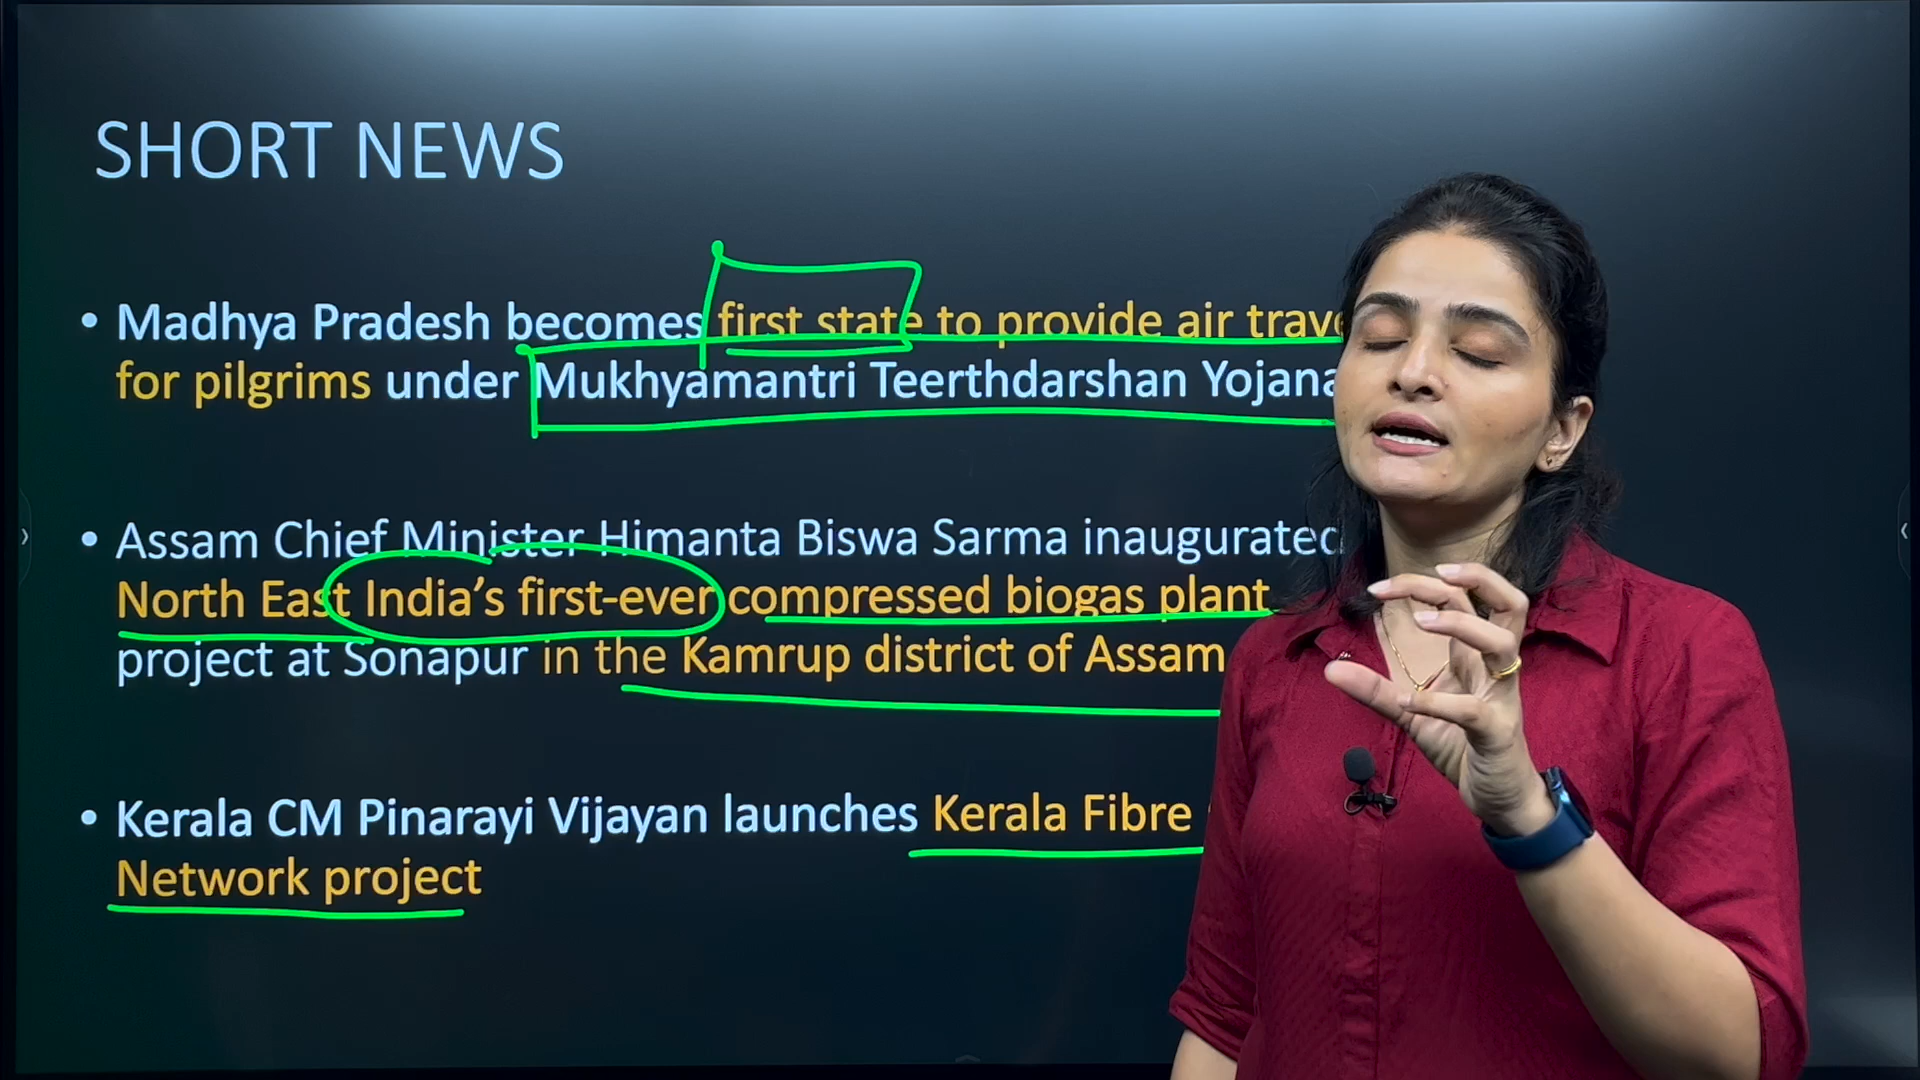 SHORT NEWS
• Madhya Pradesh becomes first state to provide air
for pilgrims under Mukhyamantri Teerthdarshan Yojana
• Assam Chief Minister Himanta Biswa Sarma inaugurated
North East India's first-ever compressed biogas plant
project at Sonapur in the Kamrup district of Assam
• Kerala CM Pinarayi Vijayan launches Kerala Fibre
Network project